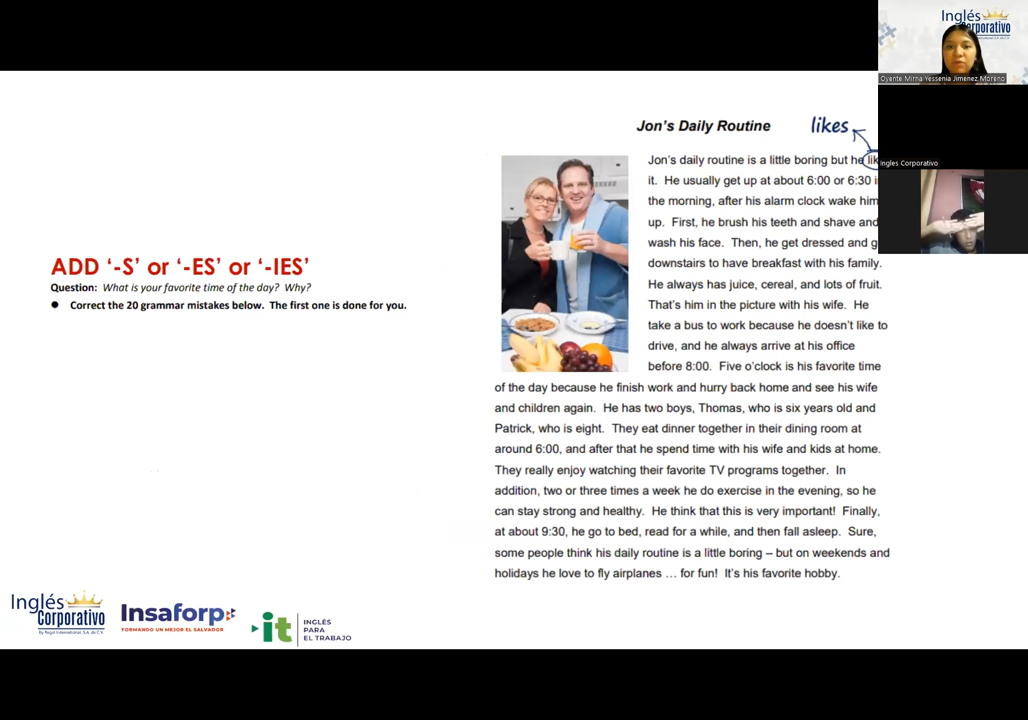 Inglés
Corporativo
Oyente Mirna Yessenia Jimenez Moreno
Jon's Daily Routine
likes
Jon's daily routine is a little boring but he
Ingles Corporativo
it. He usually get up at about 6:00 or 6:30
the morning, after his alarm clock wake him
up. First, he brush his teeth and shave and
wash his face. Then, he get dressed and
downstairs to have breakfast with his family.
He always has juice, cereal, and lots of fruit.
That's him in the picture with his wife. He
take a bus to work because he doesn't like to
drive, and he always arrive at his office
before 8:00. Five o'clock is his favorite time
of the day because he finish work and hurry back home and see his wife
and children again. He has two boys, Thomas, who is six years old and
Patrick, who is eight. They eat dinner together in their dining room at
around 6:00, and after that he spend time with his wife and kids at home.
They really enjoy watching their favorite TV programs together. In
addition, two or three times a week he do exercise in the evening, so he
can stay strong and healthy. He think that this is very important! Finally,
at about 9:30, he go to bed, read for a while, and then fall asleep. Sure,
some people think his daily routine is a little boring – but on weekends and
holidays he love to fly airplanes … for fun! It's his favorite hobby.
ADD '-S' or '-ES' or '-IES'
Question: What is your favorite time of the day? Why?
● Correct the 20 grammar mistakes below. The first one is done for you.
Inglés
Corporativo
By Regal International, S.A. de C.V.
Insaforp
FORMANDO UN MEJOR EL SALVADOR
it
INGLÉS
PARA
EL TRABAJO